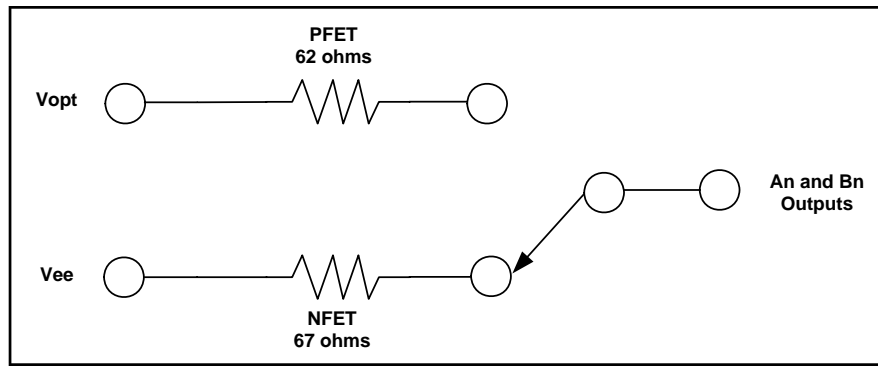 PFET
62 ohms
Vopt
An and Bn
Outputs
Vee
NFET
67 ohms